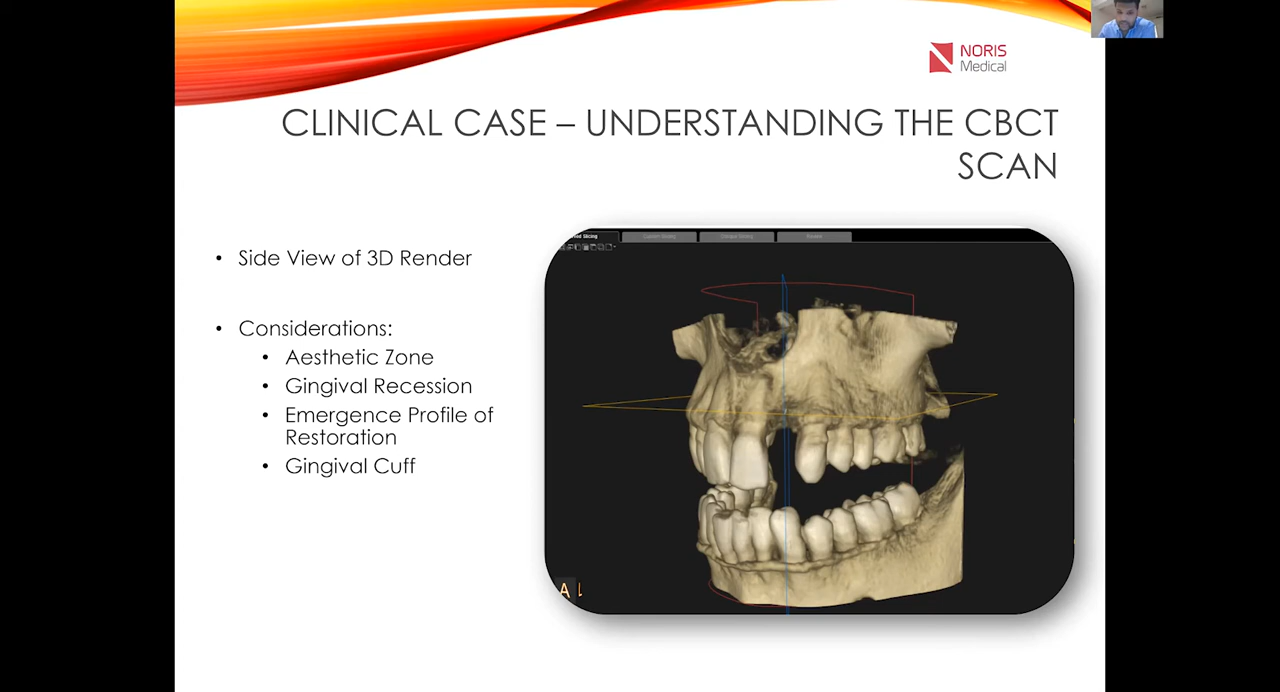 NORIS
Medical
CLINICAL CASE – UNDERSTANDING THE CBCT
SCAN
• Side View of 3D Render
• Considerations:
• Aesthetic Zone
• Gingival Recession
• Emergence Profile of
Restoration
• Gingival Cuff
A